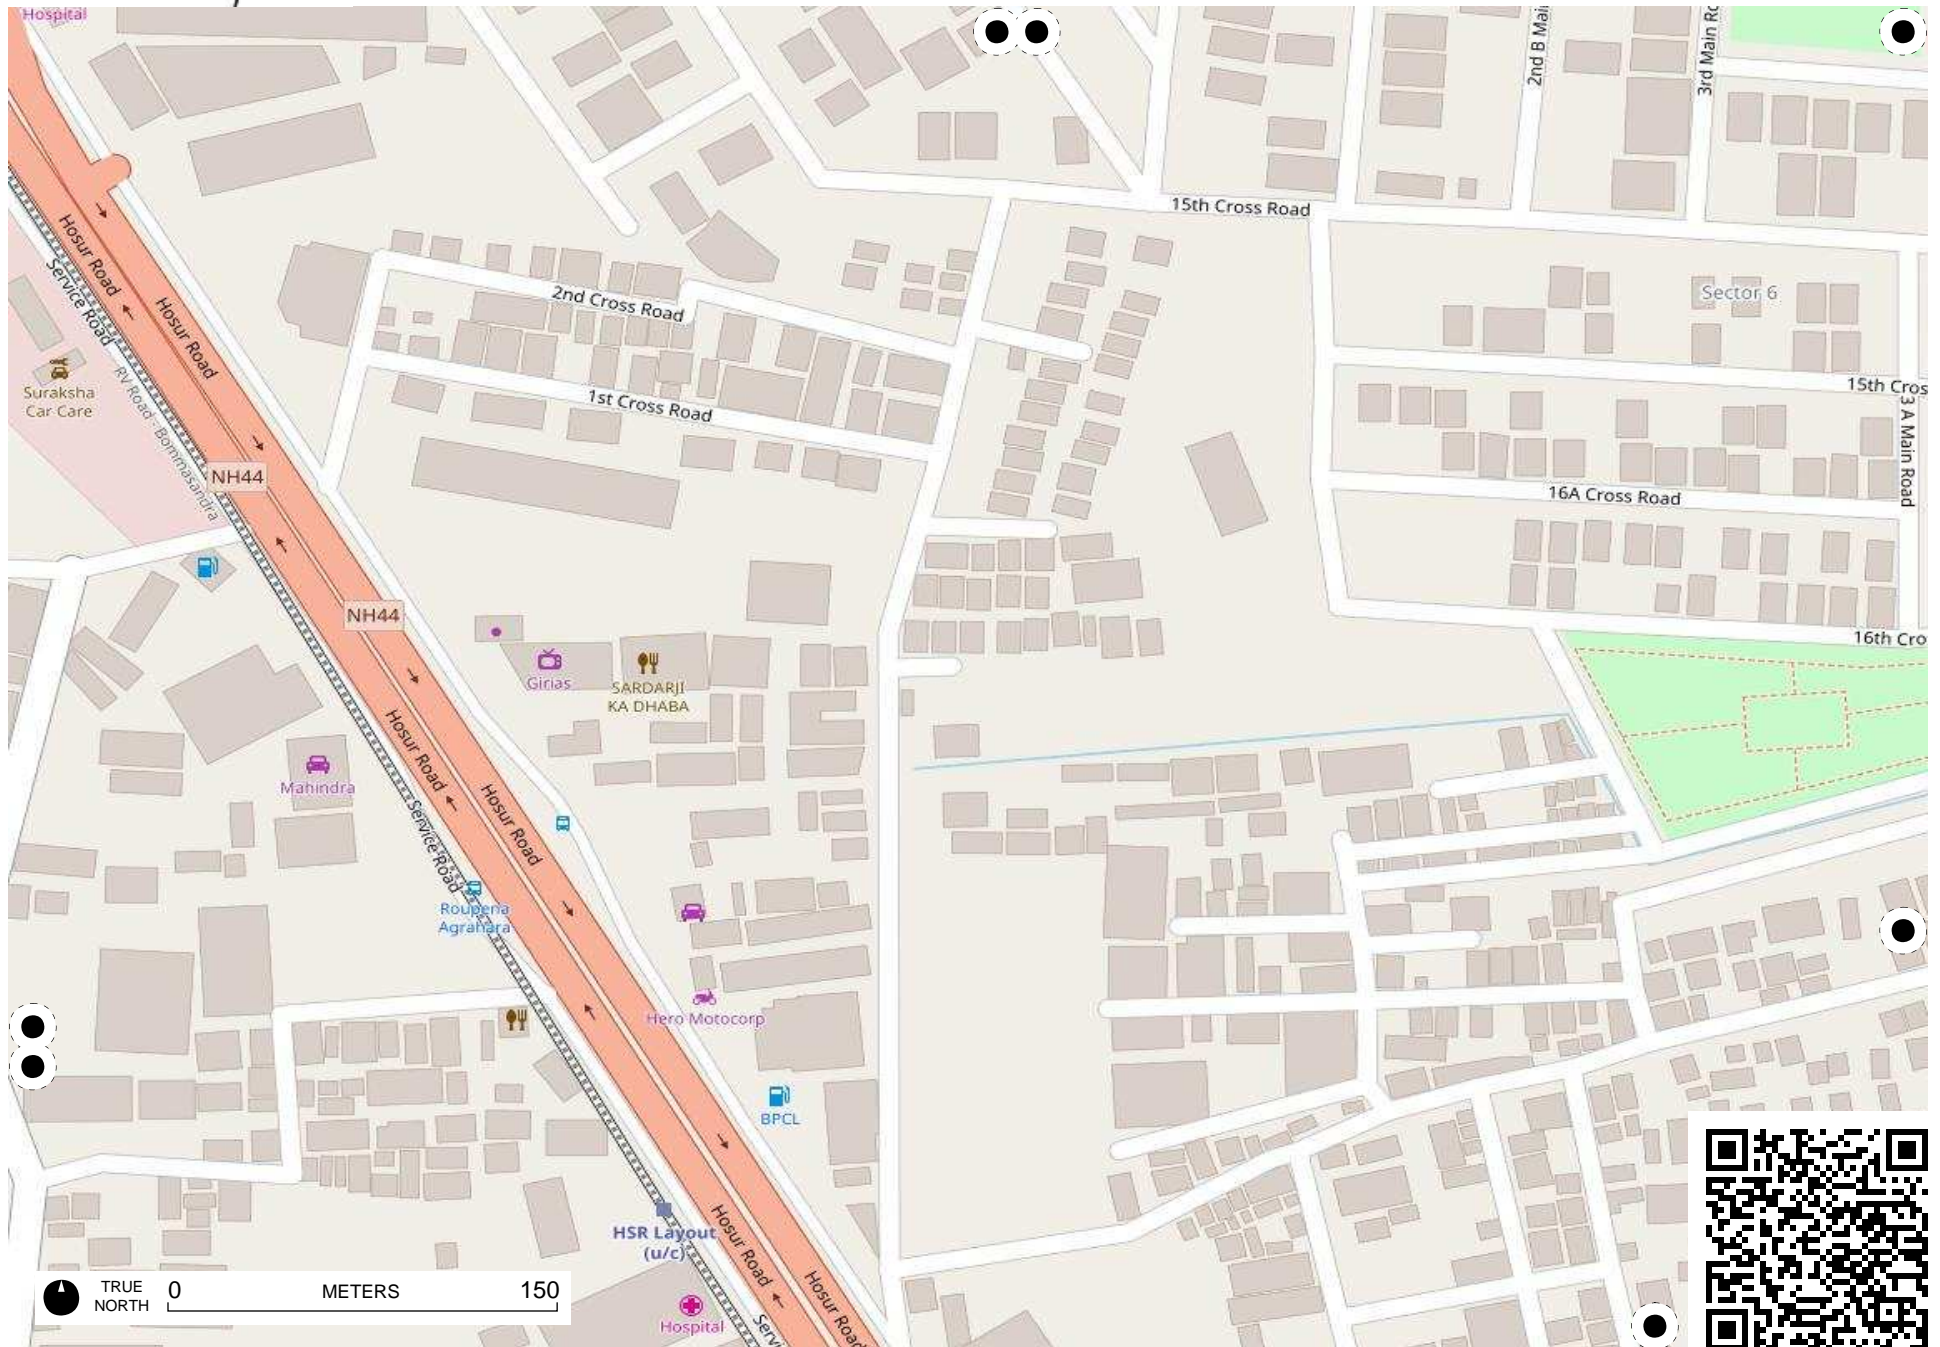 Hospital
2nd B Mai
3rd Main Ro
15th Cross Road
Hosur Road
Service Road
Hosur Road
2nd Cross Road
Sector 6
Suraksha
Car Care
RV Road - Bommasandra
1st Cross Road
15th Cros
3 A Main Road
NH44
16A Cross Road
NH44
16th Cro
Girias
SARDARJI
KA DHABA
Hosur Road
Mahindra
Hosur Road
Service Road
Roupena
Agrahara
Hero Motocorp
BPCL
HSR Layout
(u/c)
Hosur Road
Hosur Road
TRUE
NORTH
0 METERS 150
Hospital
Servi